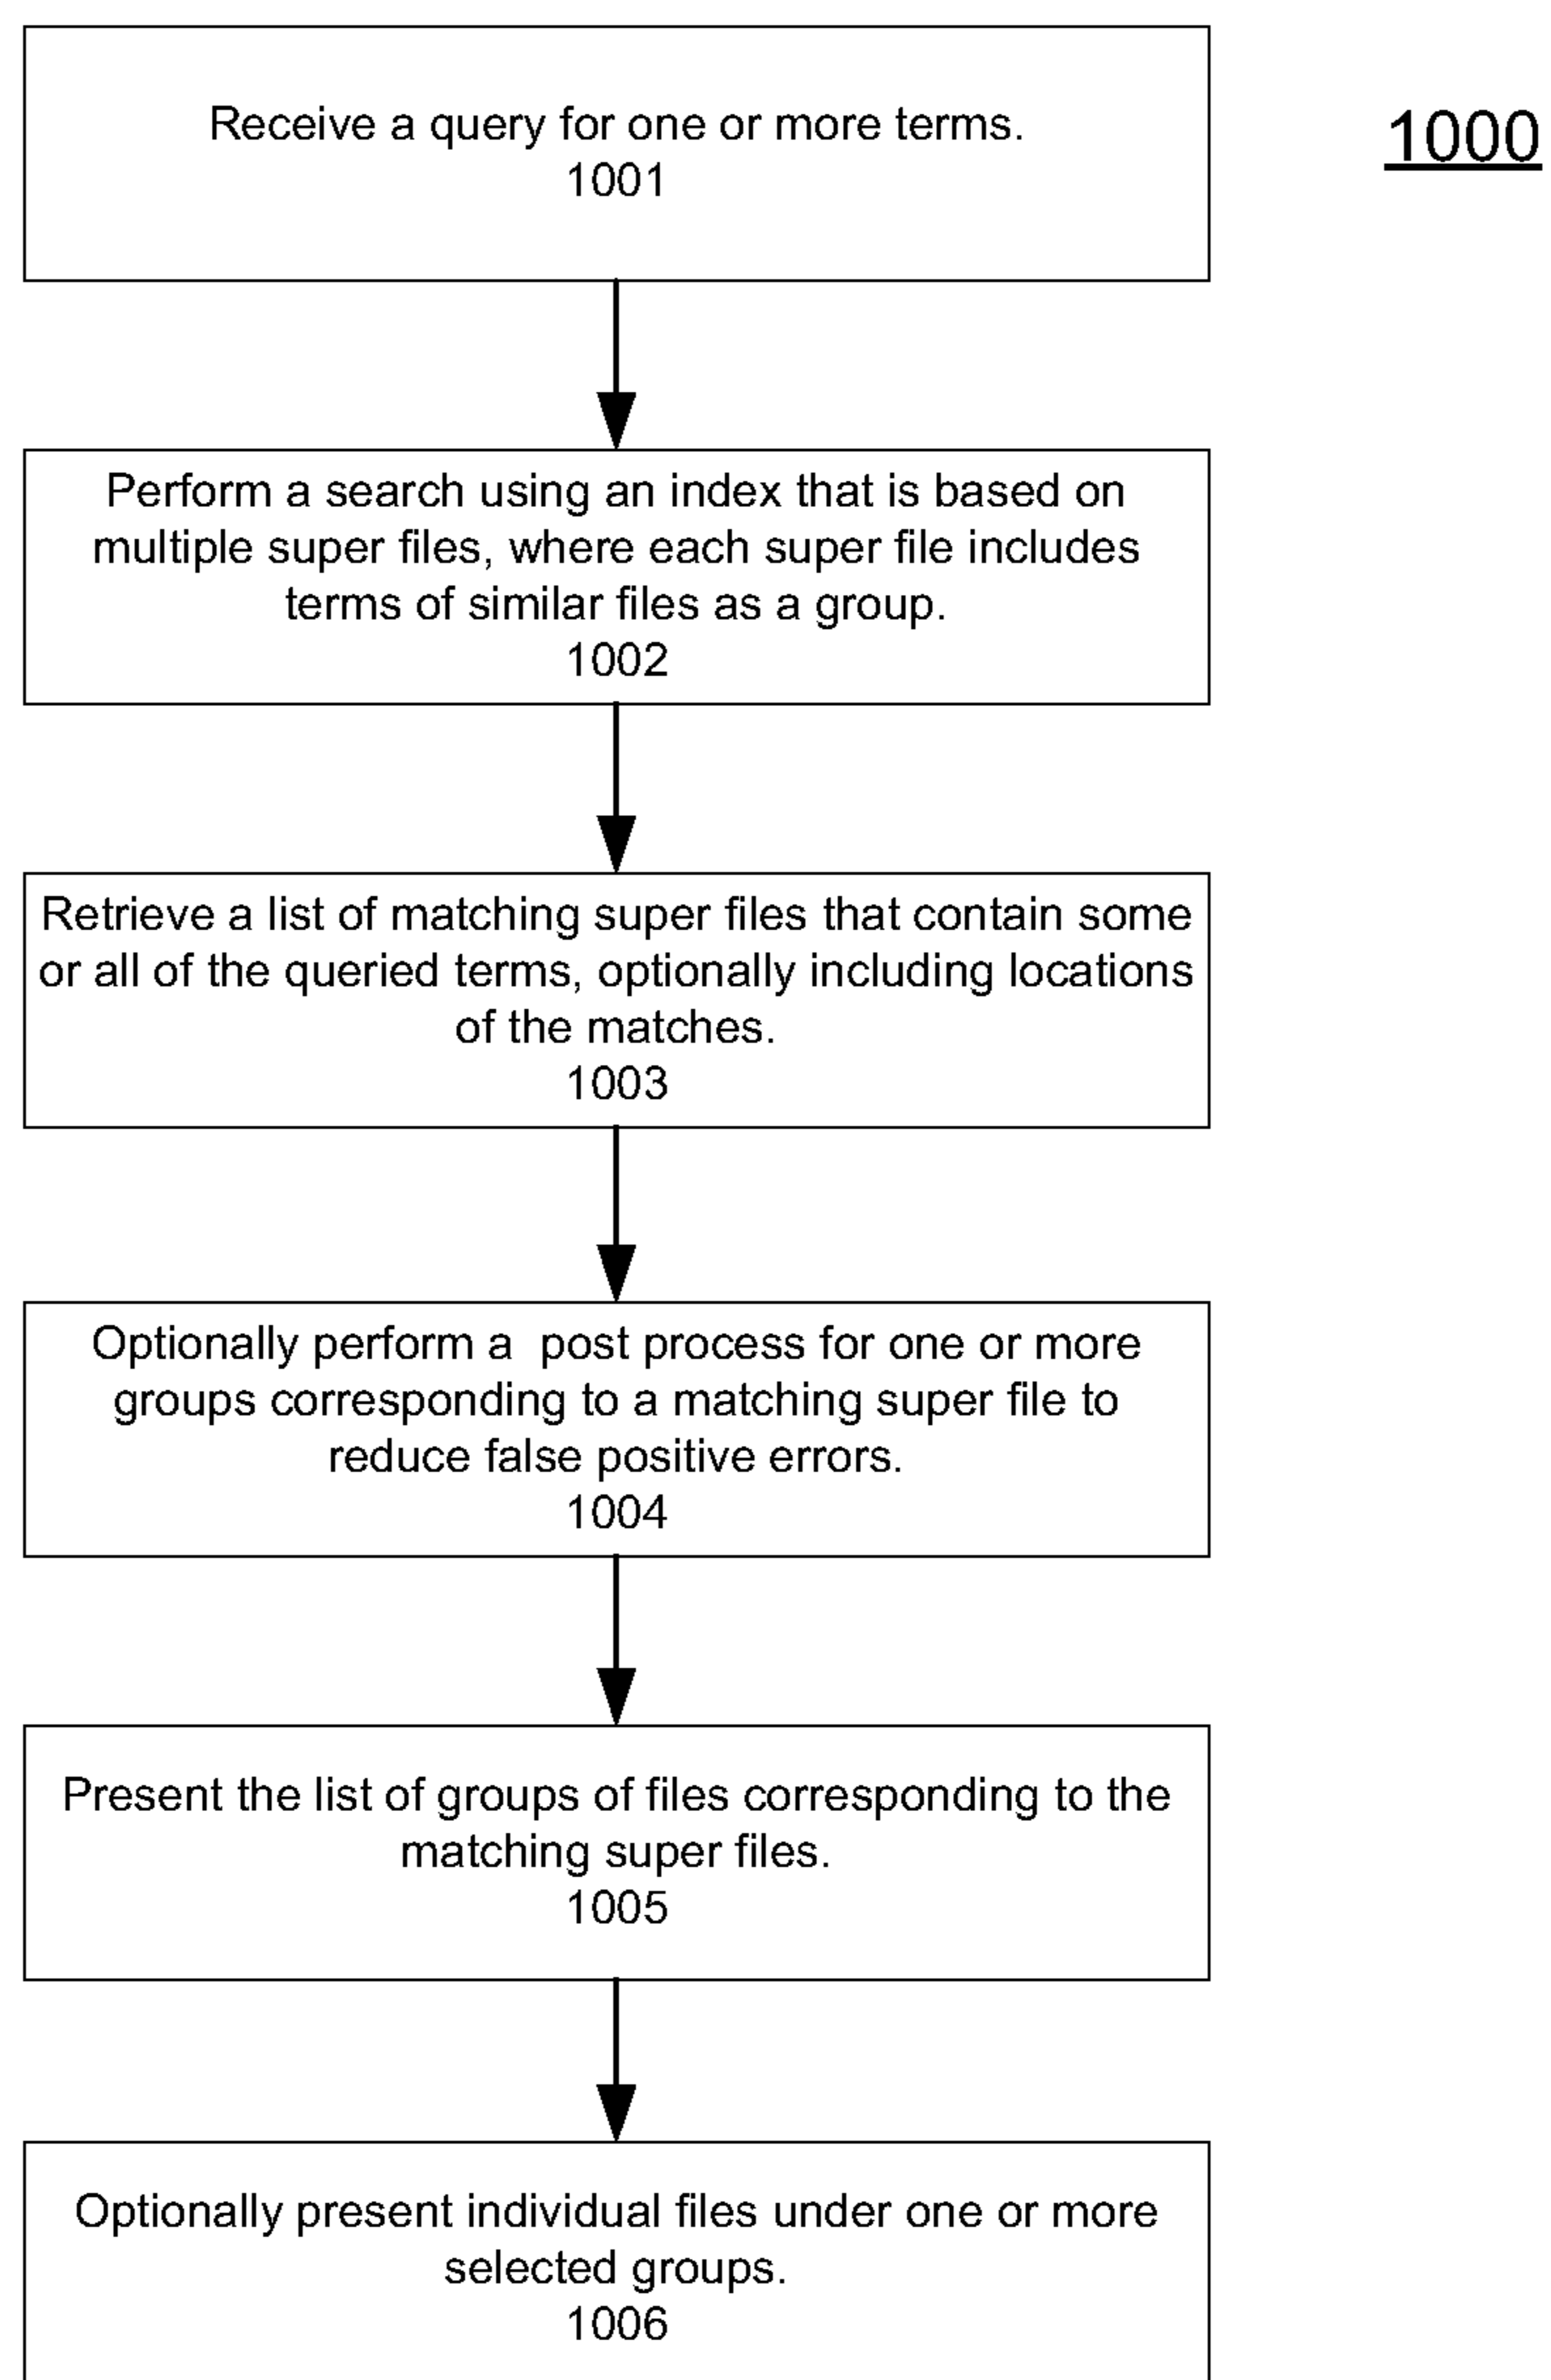 Receive a query for one or more terms.
1001
1000
Perform a search using an index that is based on
multiple super files, where each super file includes
terms of similar files as a group.
1002
Retrieve a list of matching super files that contain some
or all of the queried terms, optionally including locations
of the matches.
1003
Optionally perform a  post process for one or more
groups corresponding to a matching super file to
reduce false positive errors.
1004
Present the list of groups of files corresponding to the
matching super files.
1005
Optionally present individual files under one or more
selected groups.
1006